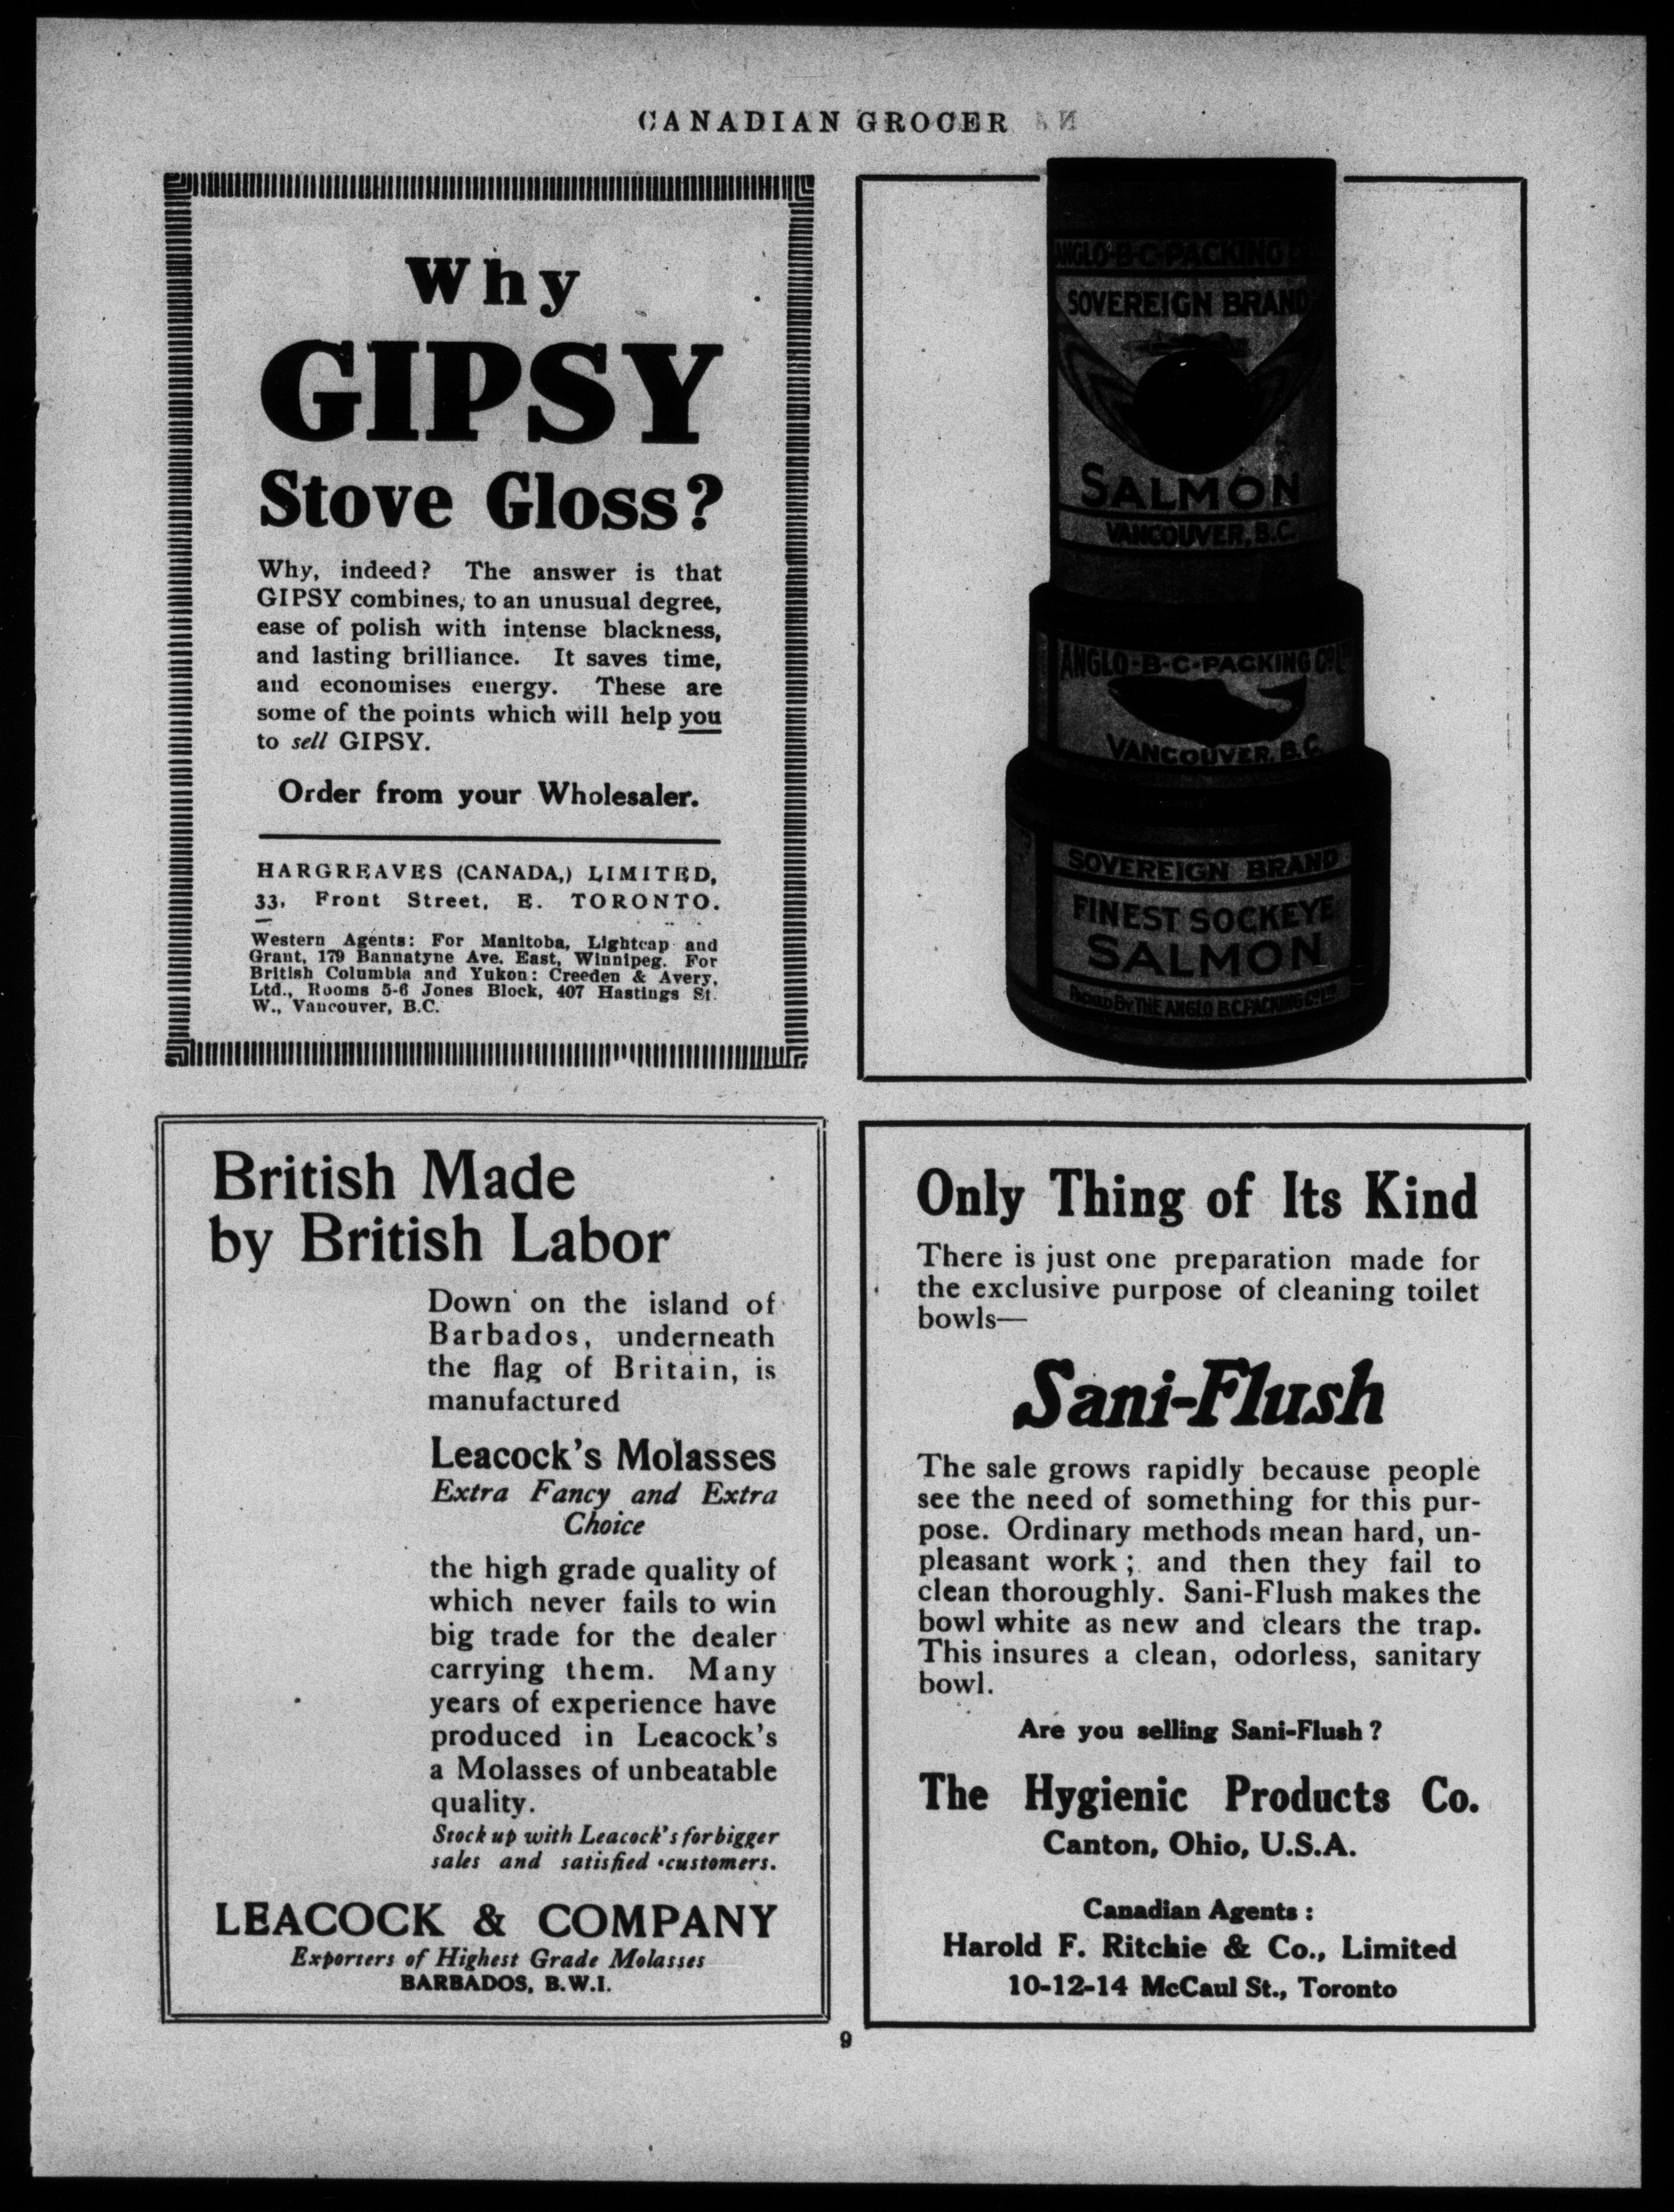 CANADIAN GROCER
Why
GIPSY
Stove Gloss?
Why, indeed? The answer is that
GIPSY combines, to an unusual degree,
ease of polish with intense blackness,
and lasting brilliance. It saves time,
and economises energy. These are
some of the points which will help you
to sell GIPSY.
Order from your Wholesaler.
HARGREAVES (CANADA,) LIMITED,
33, Front Street, E. TORONTO.
Western Agents: For Manitoba, Lightcap and
Grant, 179 Bannatyne Ave. East, Winnipeg. For
British Columbia and Yukon: Creeden & Avery,
Ltd., Rooms 5-6 Jones Block, 407 Hastings St.
W., Vancouver, B.C.
ANGLO-B-C-PACKING
SOVEREIGN BRAND
SALMON
VANCOUVER, B.C.
ANGLO-B-C-PACKING Co LTD
VANCOUVER, B.C.
SOVEREIGN BRAND
FINEST SOCKEYE
SALMON
PACKED BY THE ANGLO B.C. PACKING Co LTD
British Made
by British Labor
Down on the island of
Barbados, underneath
the flag of Britain, is
manufactured
Leacock's Molasses
Extra Fancy and Extra
Choice
the high grade quality of
which never fails to win
big trade for the dealer
carrying them. Many
years of experience have
produced in Leacock's
a Molasses of unbeatable
quality.
Stock up with Leacock's for bigger
sales and satisfied customers.
LEACOCK & COMPANY
Exporters of Highest Grade Molasses
BARBADOS, B.W.I.
Only Thing of Its Kind
There is just one preparation made for
the exclusive purpose of cleaning toilet
bowls—
Sani-Flush
The sale grows rapidly because people
see the need of something for this pur-
pose. Ordinary methods mean hard, un-
pleasant work; and then they fail to
clean thoroughly. Sani-Flush makes the
bowl white as new and clears the trap.
This insures a clean, odorless, sanitary
bowl.
Are you selling Sani-Flush?
The Hygienic Products Co.
Canton, Ohio, U.S.A.
Canadian Agents:
Harold F. Ritchie & Co., Limited
10-12-14 McCaul St., Toronto
9